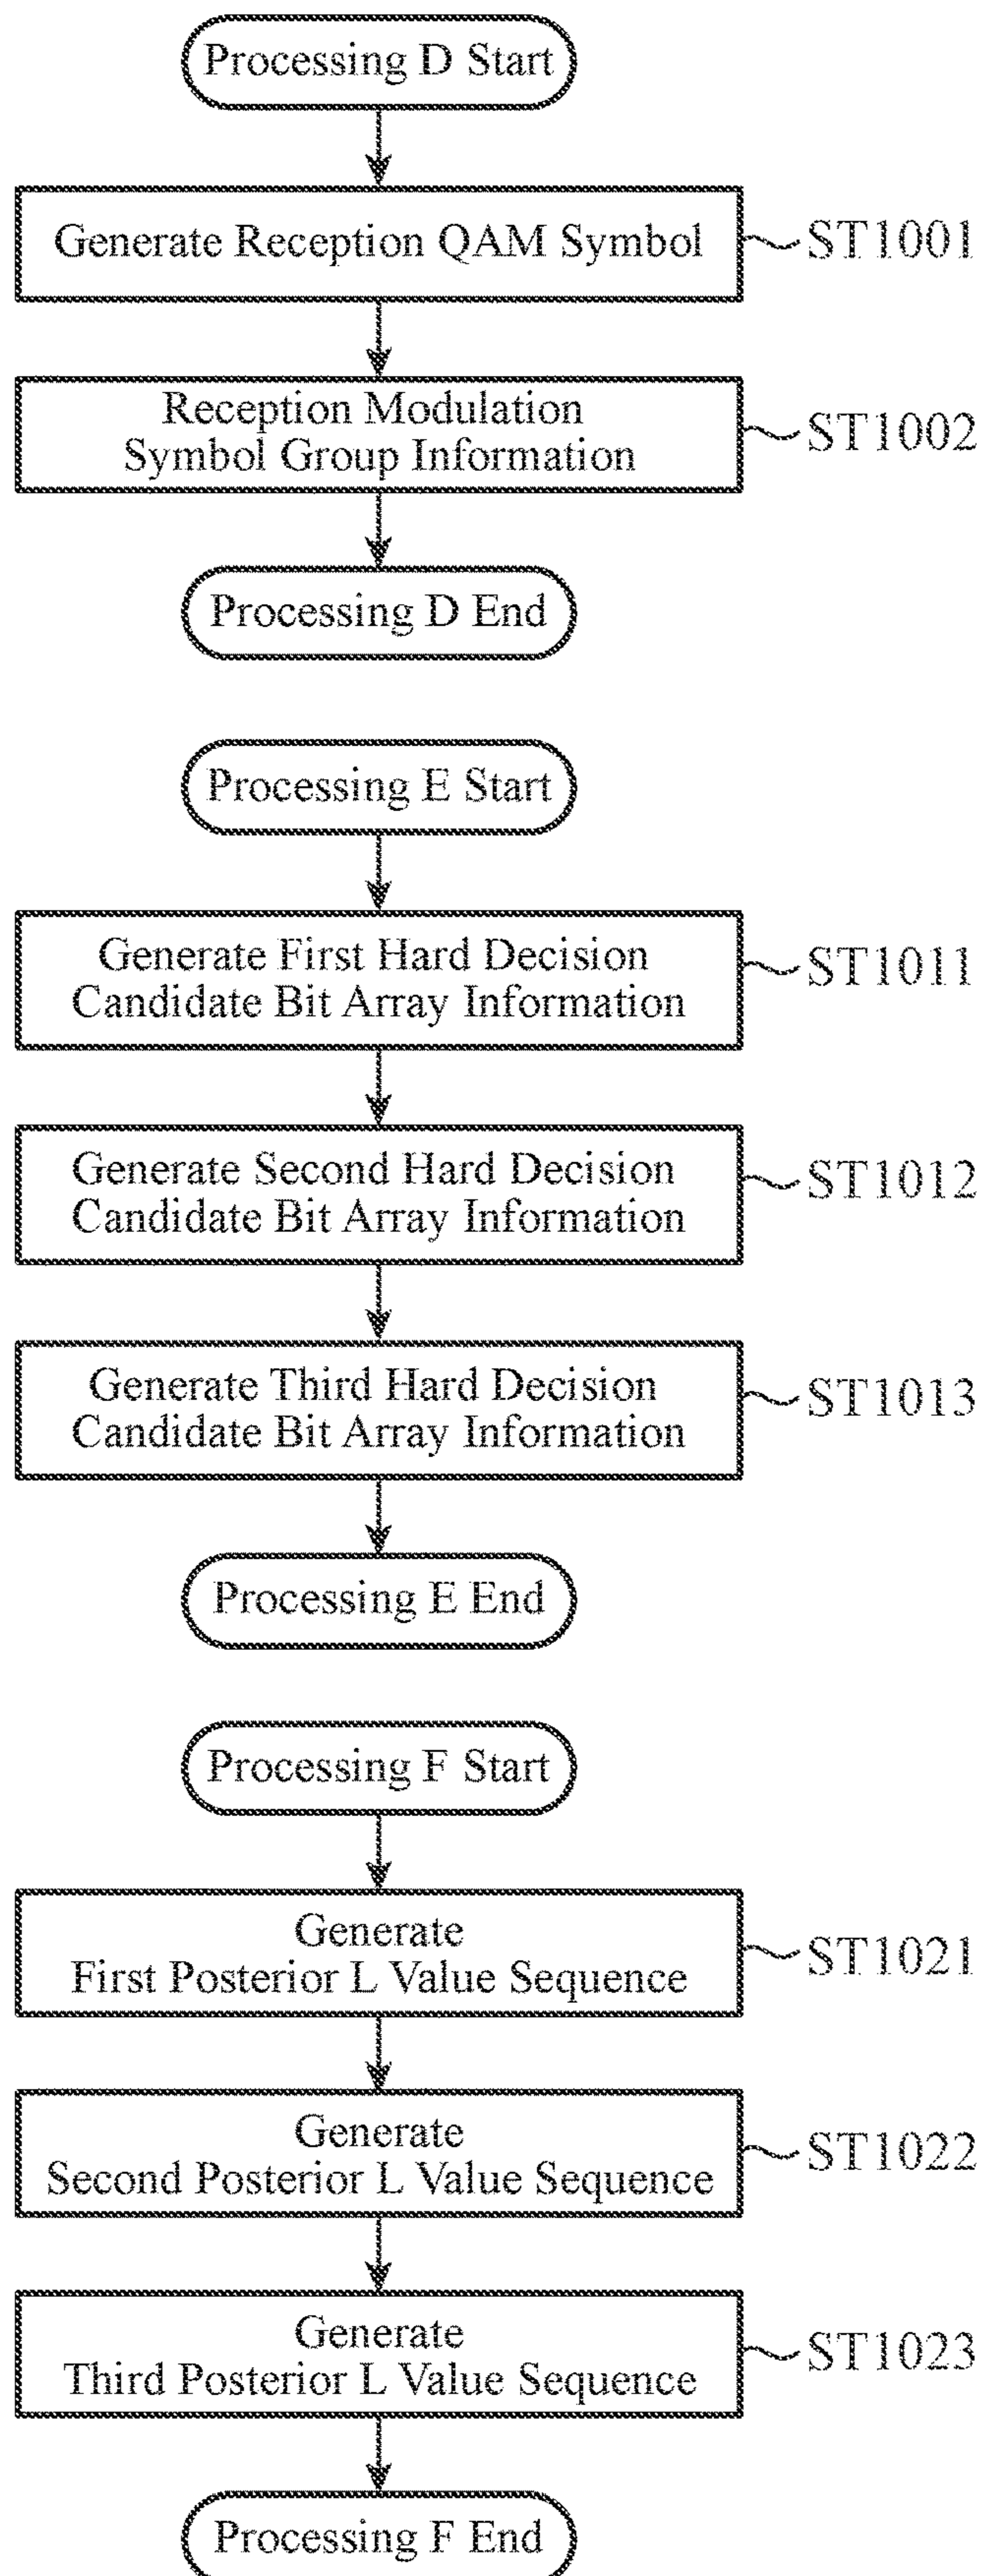 Processing D Start
Generate Reception QAM Symbol
ST1001
Reception Modulation
Symbol Group Information
ST1002
Processing D End
Processing E Start
Generate First Hard Decision
Candidate Bit Array Information
ST1011
Generate Second Hard Decision
Candidate Bit Array Information
ST1012
Generate Third Hard Decision
Candidate Bit Array Information
ST1013
Processing E End
Processing F Start
Generate
First Posterior L Value Sequence
ST1021
Generate
Second Posterior L Value Sequence
ST1022
Generate
Third Posterior L Value Sequence
ST1023
Processing F End